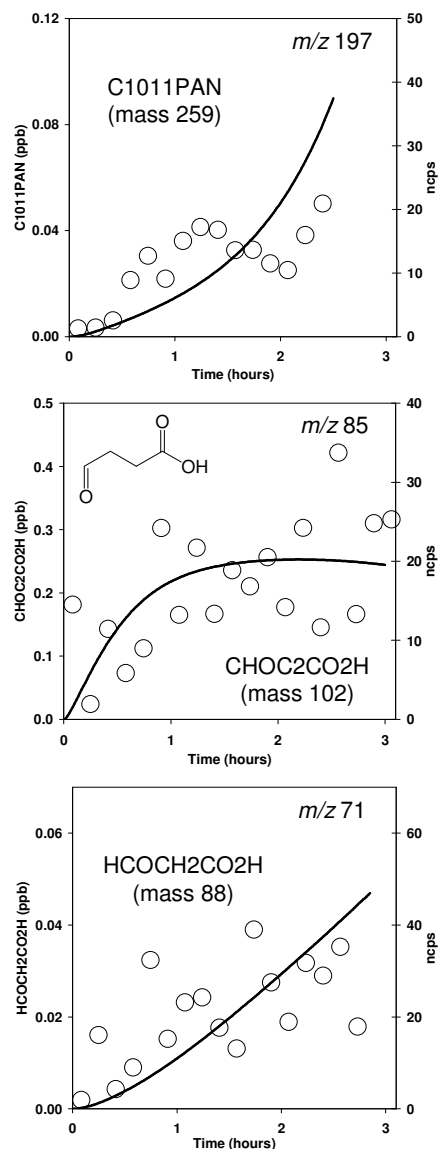 m/z 197
C1011PAN
(mass 259)
C1011PAN (ppb)
0.12
0.08
0.04
0.00
50
40
30
20
10
0
ncps
0 1 2 3
Time (hours)
m/z 85
O
OH
O
CHOC2CO2H
(mass 102)
CHOC2CO2H (ppb)
0.5
0.4
0.3
0.2
0.1
0.0
40
30
20
10
0
ncps
0 1 2 3
Time (hours)
m/z 71
HCOCH2CO2H
(mass 88)
HCOCH2CO2H (ppb)
0.06
0.04
0.02
0.00
70
60
50
40
30
20
10
0
ncps
0 1 2 3
Time (hours)